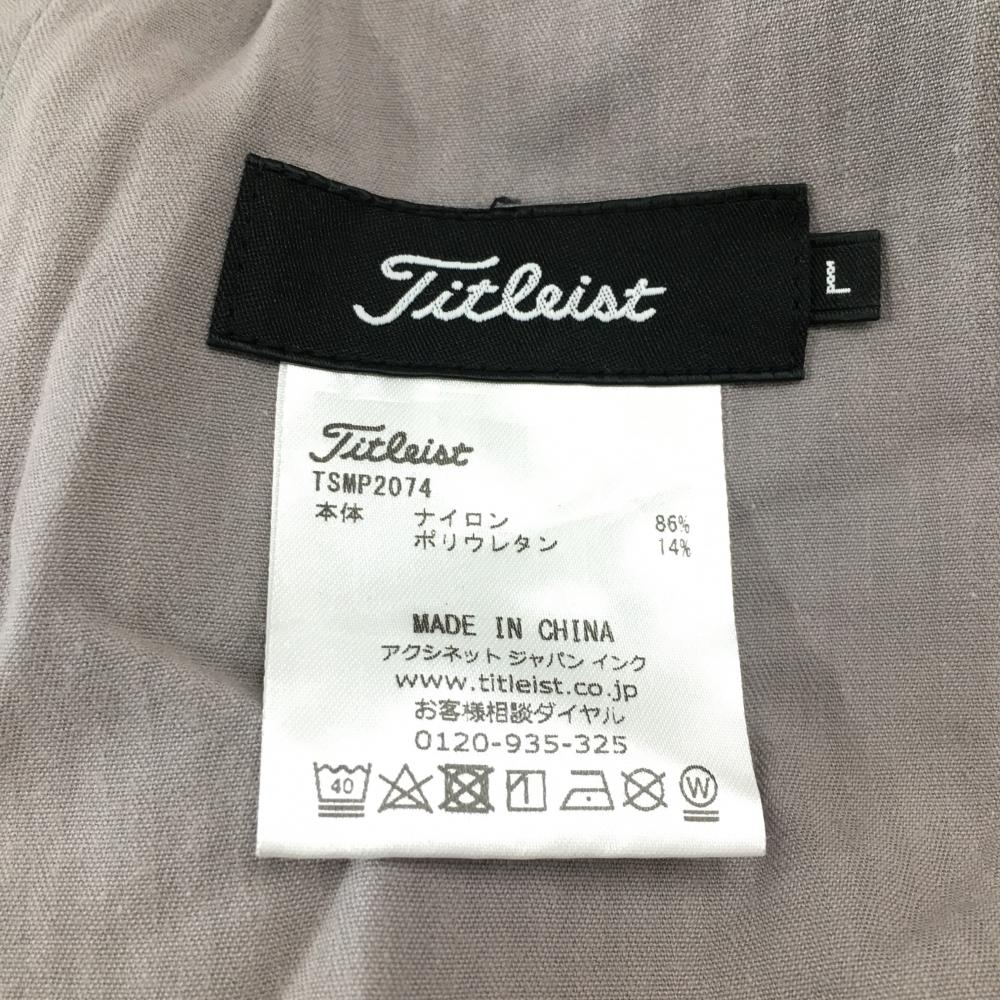 Titleist
L
Titleist
TSMP2074
本体 ナイロン 86%
ポリウレタン 14%
MADE IN CHINA
アクシネット ジャパン インク
www.titleist.co.jp
お客様相談ダイヤル
0120-935-325
40
W